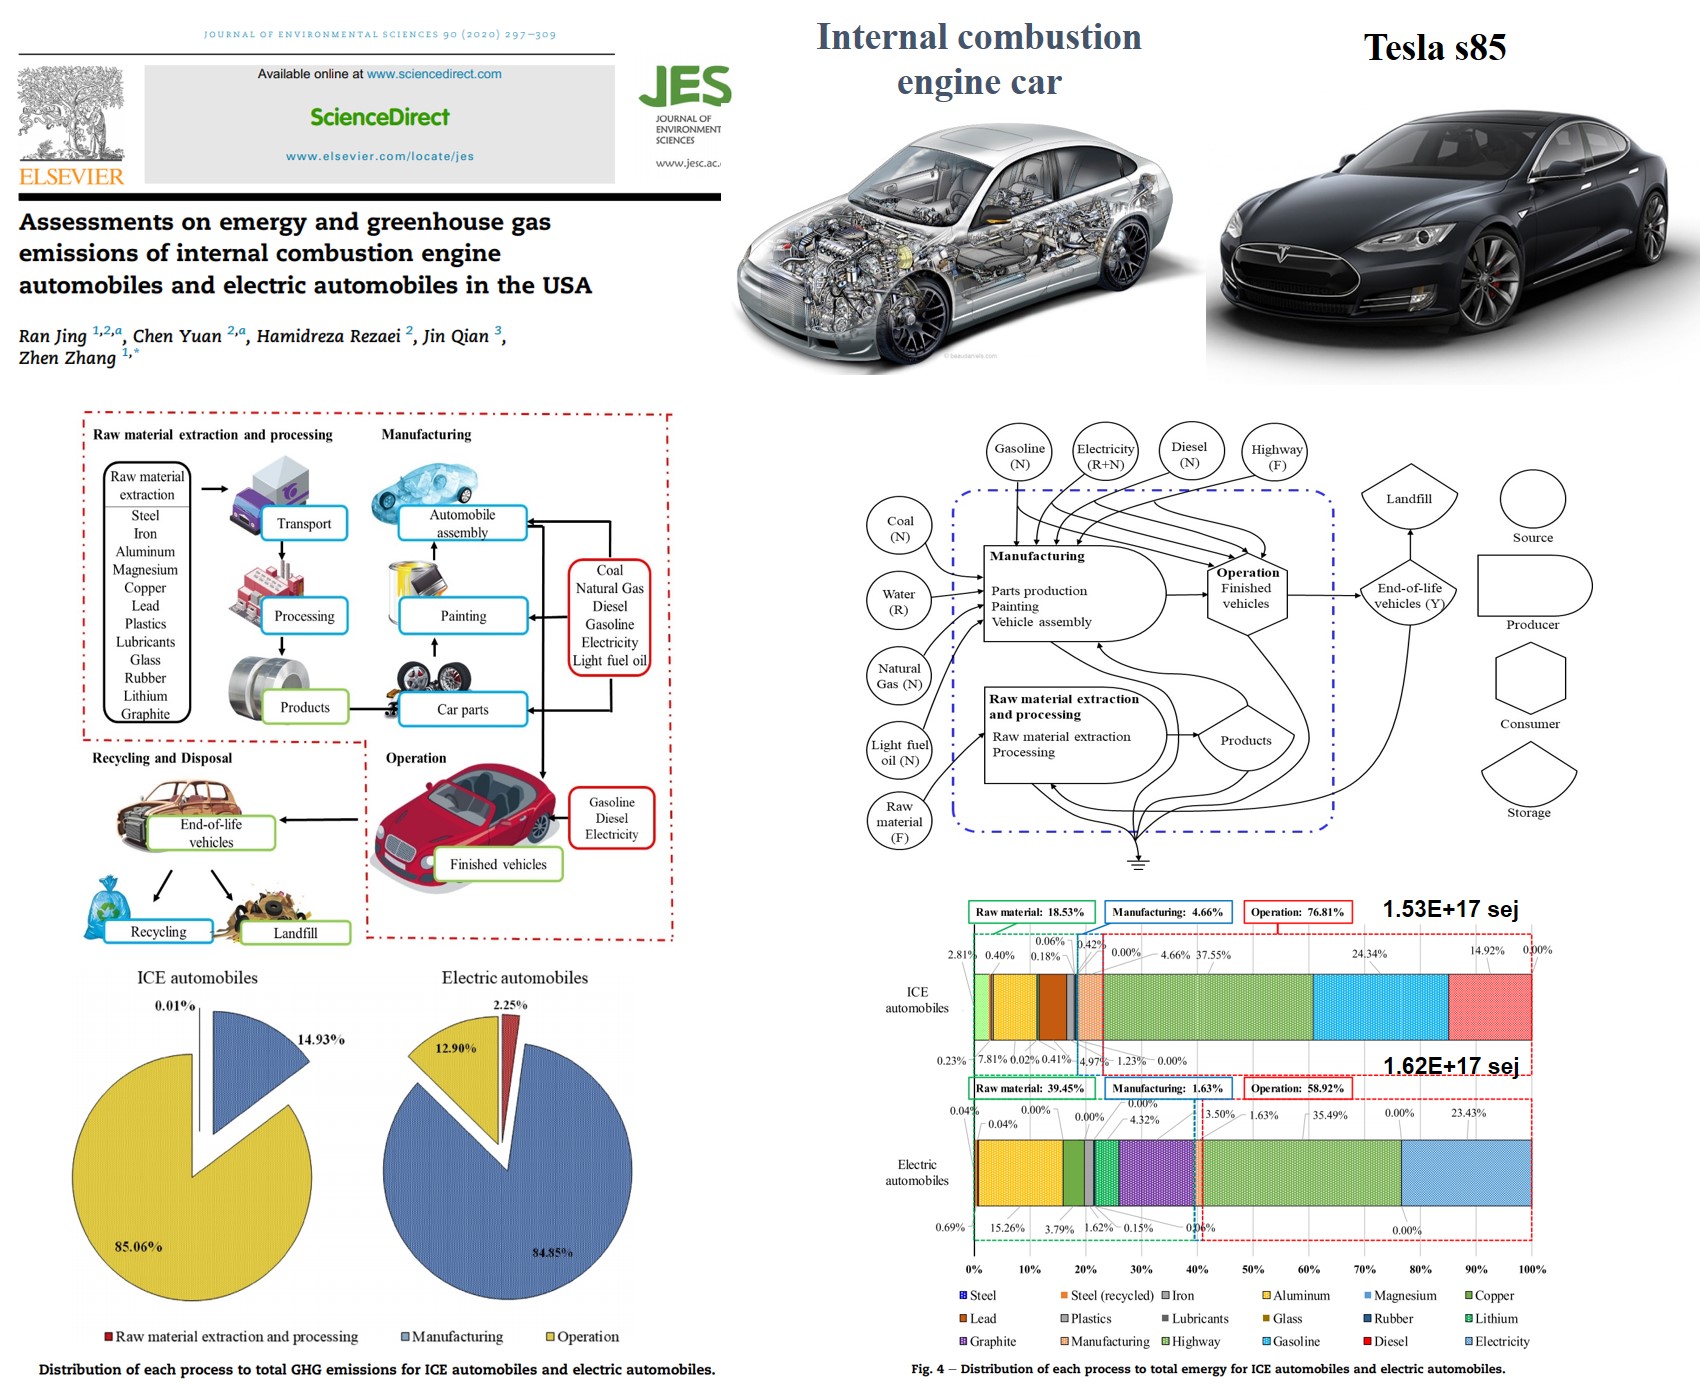 JOURNAL OF ENVIRONMENTAL SCIENCES 90 (2020) 297–309
Available online at www.sciencedirect.com
ScienceDirect
www.elsevier.com/locate/jes
ELSEVIER
JES
JOURNAL OF
ENVIRONMENT
SCIENCES
www.jesc.ac.
Assessments on emergy and greenhouse gas
emissions of internal combustion engine
automobiles and electric automobiles in the USA
Ran Jing 1,2,a, Chen Yuan 2,a, Hamidreza Rezaei 2, Jin Qian 3,
Zhen Zhang 1,*
Internal combustion
engine car
© beaudaniels.com
Tesla s85
Raw material extraction and processing
Manufacturing
Raw material
extraction
Steel
Iron
Aluminum
Magnesium
Copper
Lead
Plastics
Lubricants
Glass
Rubber
Lithium
Graphite
Transport
Processing
Products
Automobile
assembly
Painting
Car parts
Coal
Natural Gas
Diesel
Gasoline
Electricity
Light fuel oil
Recycling and Disposal
Operation
End-of-life
vehicles
Recycling
Landfill
Finished vehicles
Gasoline
Diesel
Electricity
Gasoline
(N)
Electricity
(R+N)
Diesel
(N)
Highway
(F)
Coal
(N)
Water
(R)
Natural
Gas (N)
Light fuel
oil (N)
Raw
material
(F)
Manufacturing
Parts production
Painting
Vehicle assembly
Operation
Finished
vehicles
Raw material extraction
and processing
Raw material extraction
Processing
Products
Landfill
End-of-life
vehicles (Y)
Source
Producer
Consumer
Storage
ICE automobiles
0.01%
14.93%
85.06%
Electric automobiles
2.25%
12.90%
84.85%
Raw material extraction and processing
Manufacturing
Operation
Distribution of each process to total GHG emissions for ICE automobiles and electric automobiles.
Raw material: 18.53%
Manufacturing: 4.66%
Operation: 76.81%
1.53E+17 sej
2.81%
0.40%
0.06%
0.18%
0.42%
0.00%
4.66%
37.55%
24.34%
14.92%
0.00%
ICE
automobiles
0.23%
7.81%
0.02%
0.41%
4.97%
1.23%
0.00%
1.62E+17 sej
Raw material: 39.45%
Manufacturing: 1.63%
Operation: 58.92%
0.04%
0.04%
0.00%
0.00%
0.00%
4.32%
3.50%
1.63%
35.49%
0.00%
23.43%
Electric
automobiles
0.69%
15.26%
3.79%
1.62%
0.15%
0.06%
0.00%
0%
10%
20%
30%
40%
50%
60%
70%
80%
90%
100%
Steel
Steel (recycled)
Iron
Aluminum
Magnesium
Copper
Lead
Plastics
Lubricants
Glass
Rubber
Lithium
Graphite
Manufacturing
Highway
Gasoline
Diesel
Electricity
Fig. 4 – Distribution of each process to total emergy for ICE automobiles and electric automobiles.